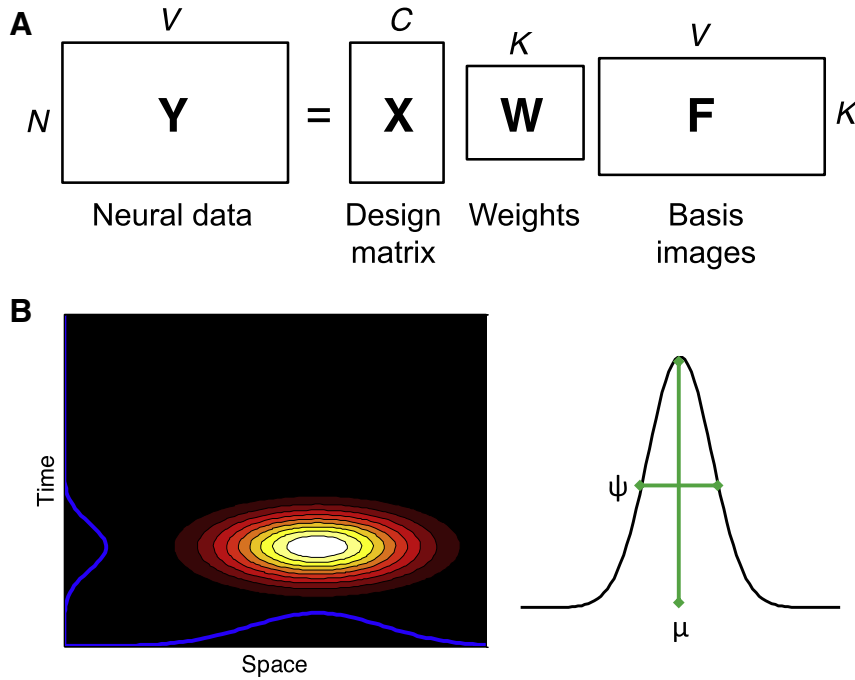 A
V
C
K
V
N
Y
=
X
W
F
K
Neural data
Design
matrix
Weights
Basis
images
B
Time
Space
ψ
μ